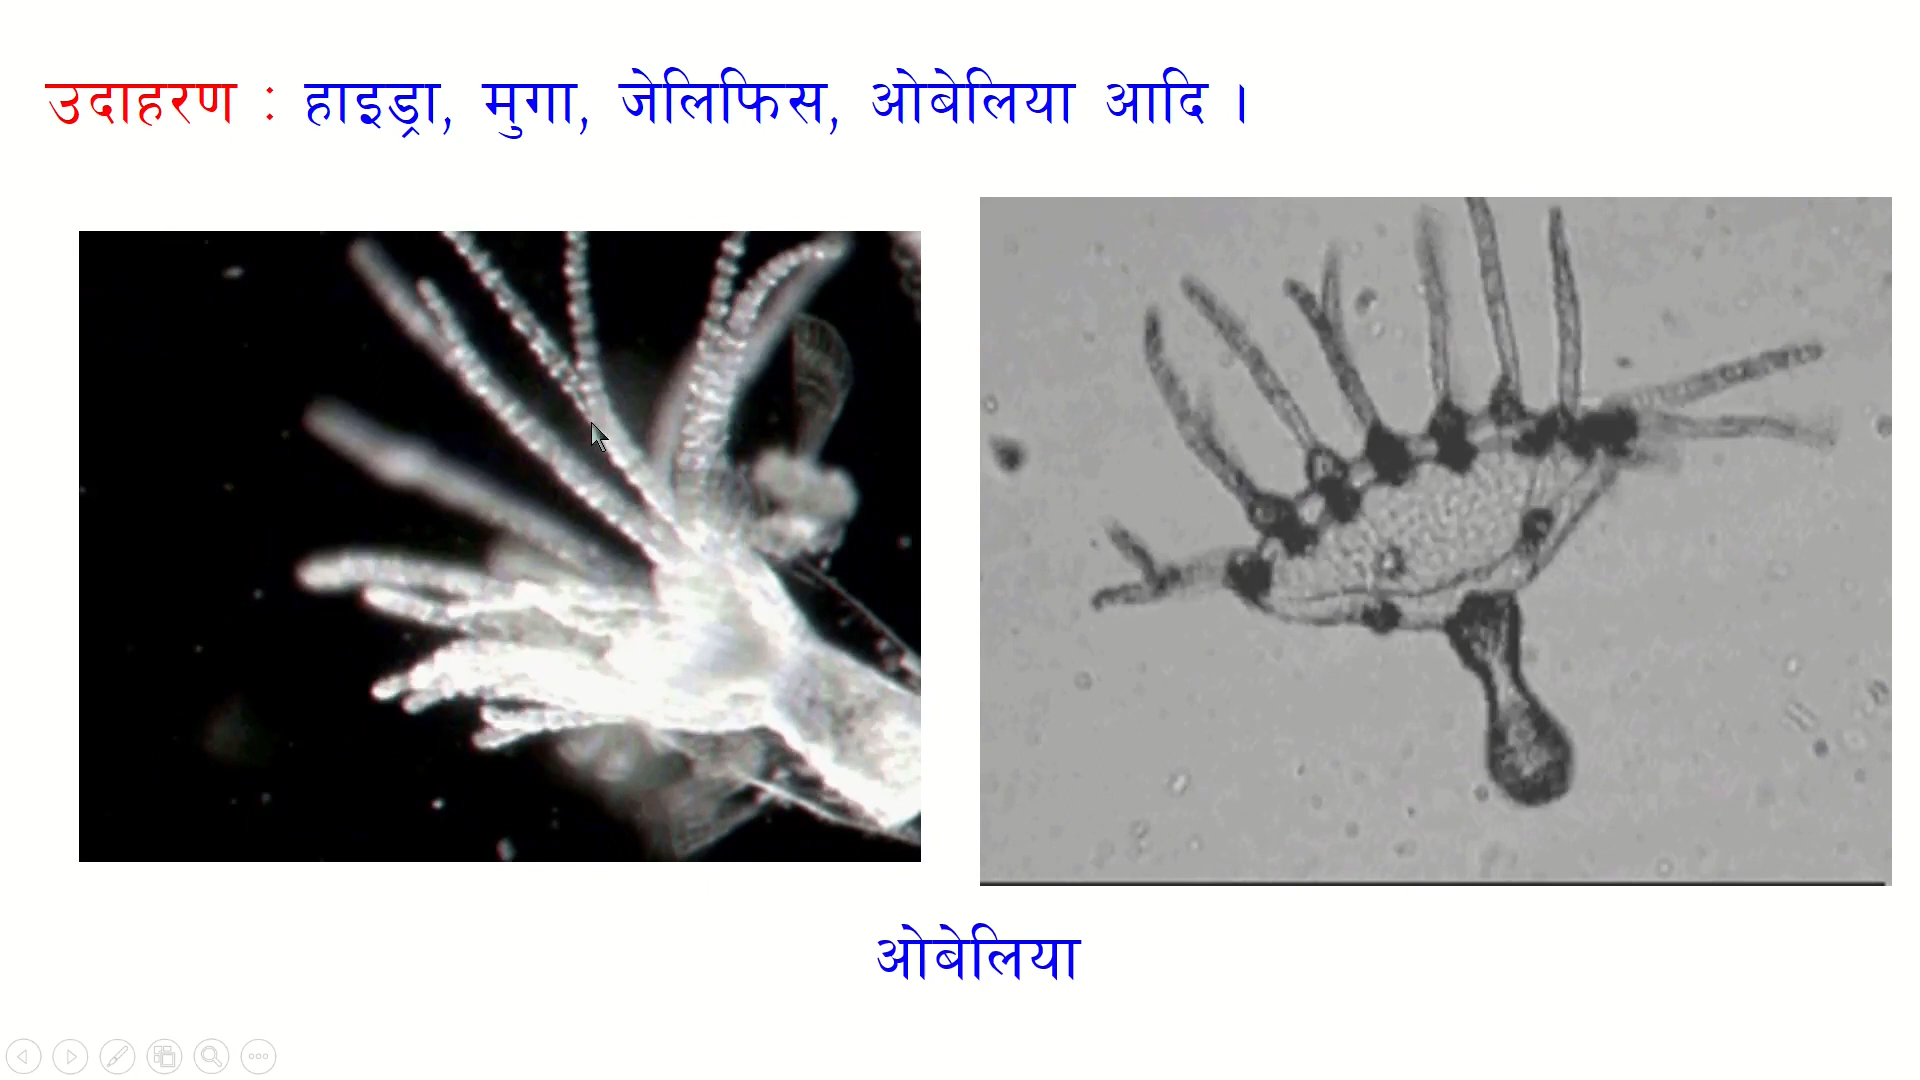 उदाहरण : हाइड्रा, मुगा, जेलिफिस, ओबेलिया आदि ।
ओबेलिया